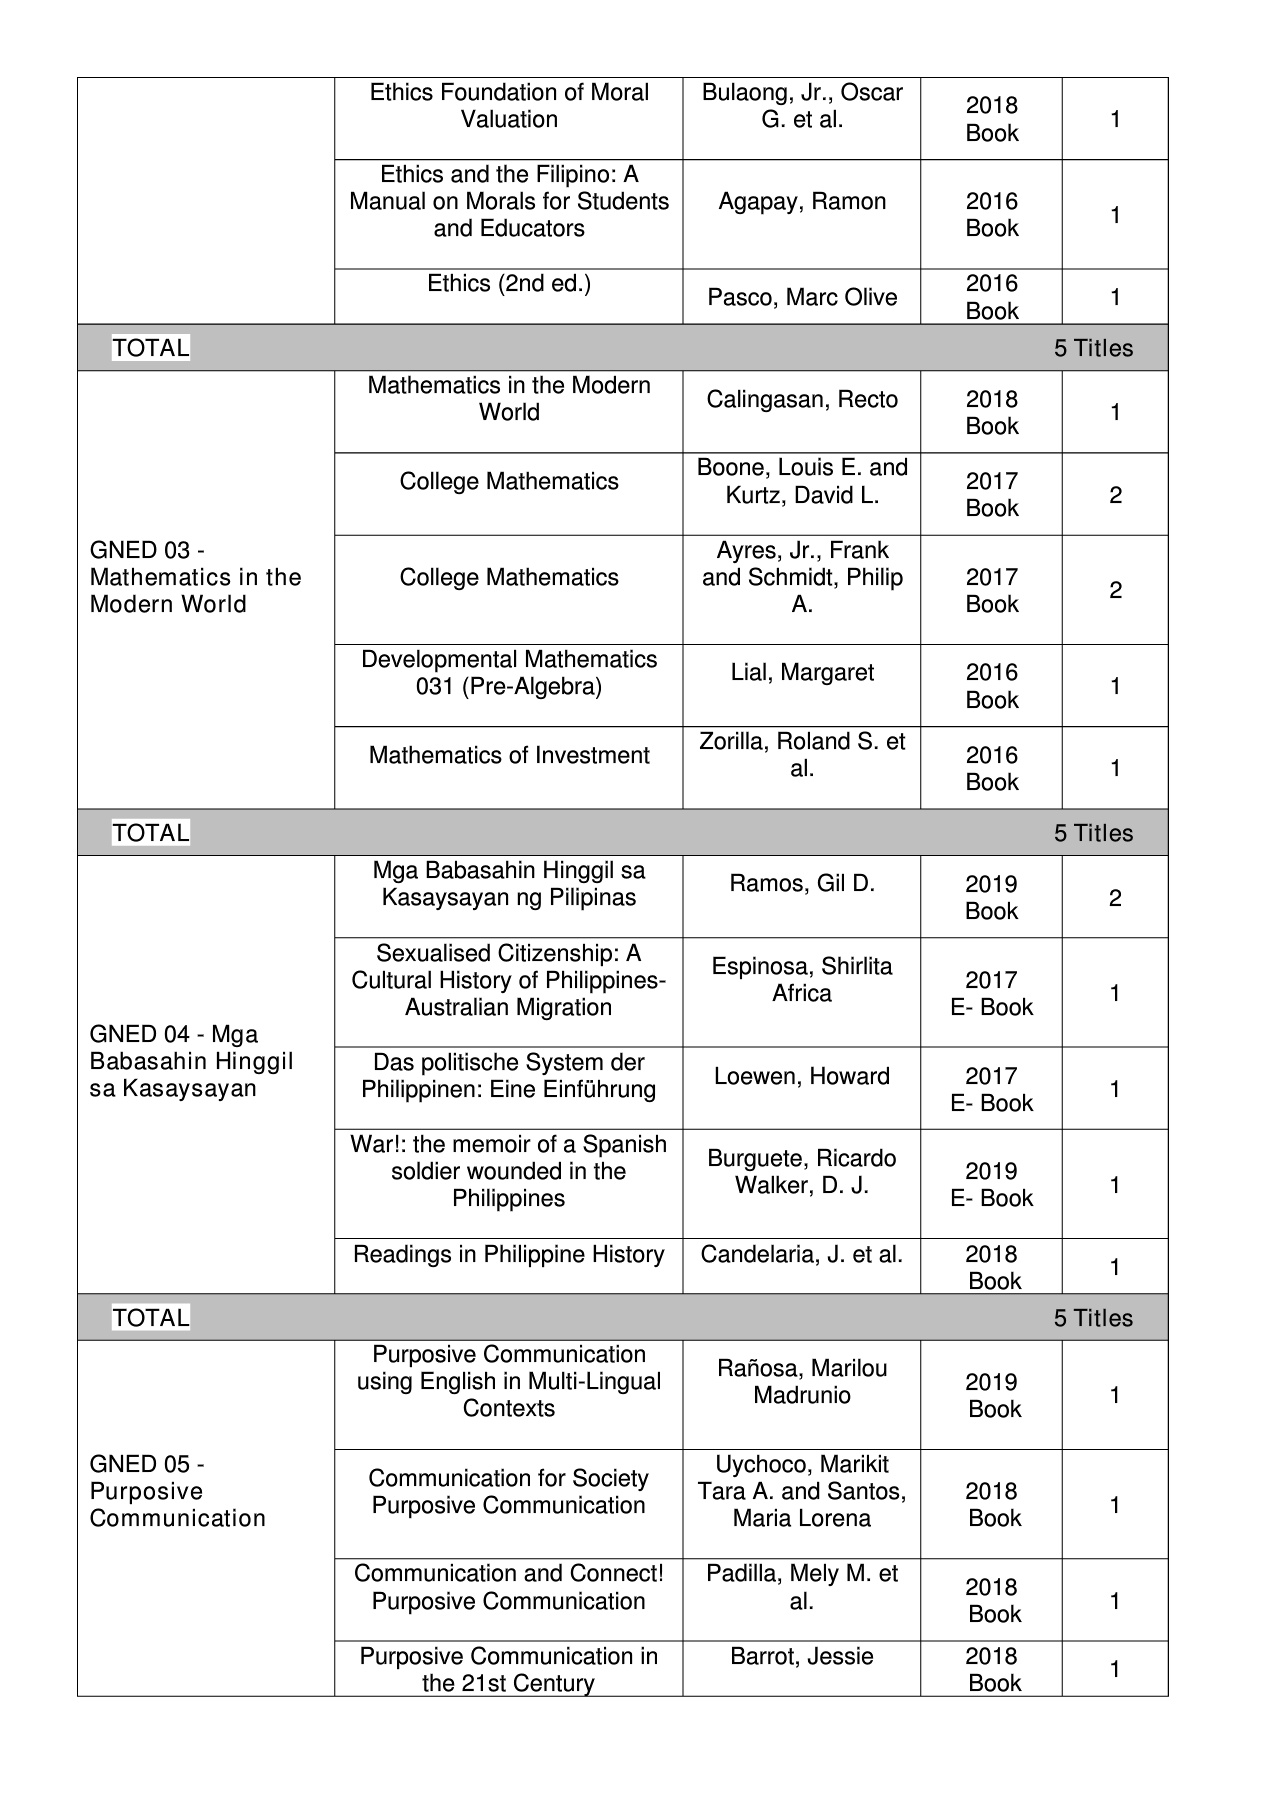 Ethics Foundation of Moral
Valuation
Bulaong, Jr., Oscar
G. et al.
2018
Book
1
Ethics and the Filipino: A
Manual on Morals for Students
and Educators
Agapay, Ramon
2016
Book
1
Ethics (2nd ed.)
Pasco, Marc Olive
2016
Book
1
TOTAL 5 Titles
GNED 03 -
Mathematics in the
Modern World
Mathematics in the Modern
World
Calingasan, Recto
2018
Book
1
College Mathematics
Boone, Louis E. and
Kurtz, David L.
2017
Book
2
College Mathematics
Ayres, Jr., Frank
and Schmidt, Philip
A.
2017
Book
2
Developmental Mathematics
031 (Pre-Algebra)
Lial, Margaret
2016
Book
1
Mathematics of Investment
Zorilla, Roland S. et
al.
2016
Book
1
TOTAL 5 Titles
GNED 04 - Mga
Babasahin Hinggil
sa Kasaysayan
Mga Babasahin Hinggil sa
Kasaysayan ng Pilipinas
Ramos, Gil D.
2019
Book
2
Sexualised Citizenship: A
Cultural History of Philippines-
Australian Migration
Espinosa, Shirlita
Africa
2017
E- Book
1
Das politische System der
Philippinen: Eine Einführung
Loewen, Howard
2017
E- Book
1
War!: the memoir of a Spanish
soldier wounded in the
Philippines
Burguete, Ricardo
Walker, D. J.
2019
E- Book
1
Readings in Philippine History
Candelaria, J. et al.
2018
Book
1
TOTAL 5 Titles
GNED 05 -
Purposive
Communication
Purposive Communication
using English in Multi-Lingual
Contexts
Rañosa, Marilou
Madrunio
2019
Book
1
Communication for Society
Purposive Communication
Uychoco, Marikit
Tara A. and Santos,
Maria Lorena
2018
Book
1
Communication and Connect!
Purposive Communication
Padilla, Mely M. et
al.
2018
Book
1
Purposive Communication in
the 21st Century
Barrot, Jessie
2018
Book
1